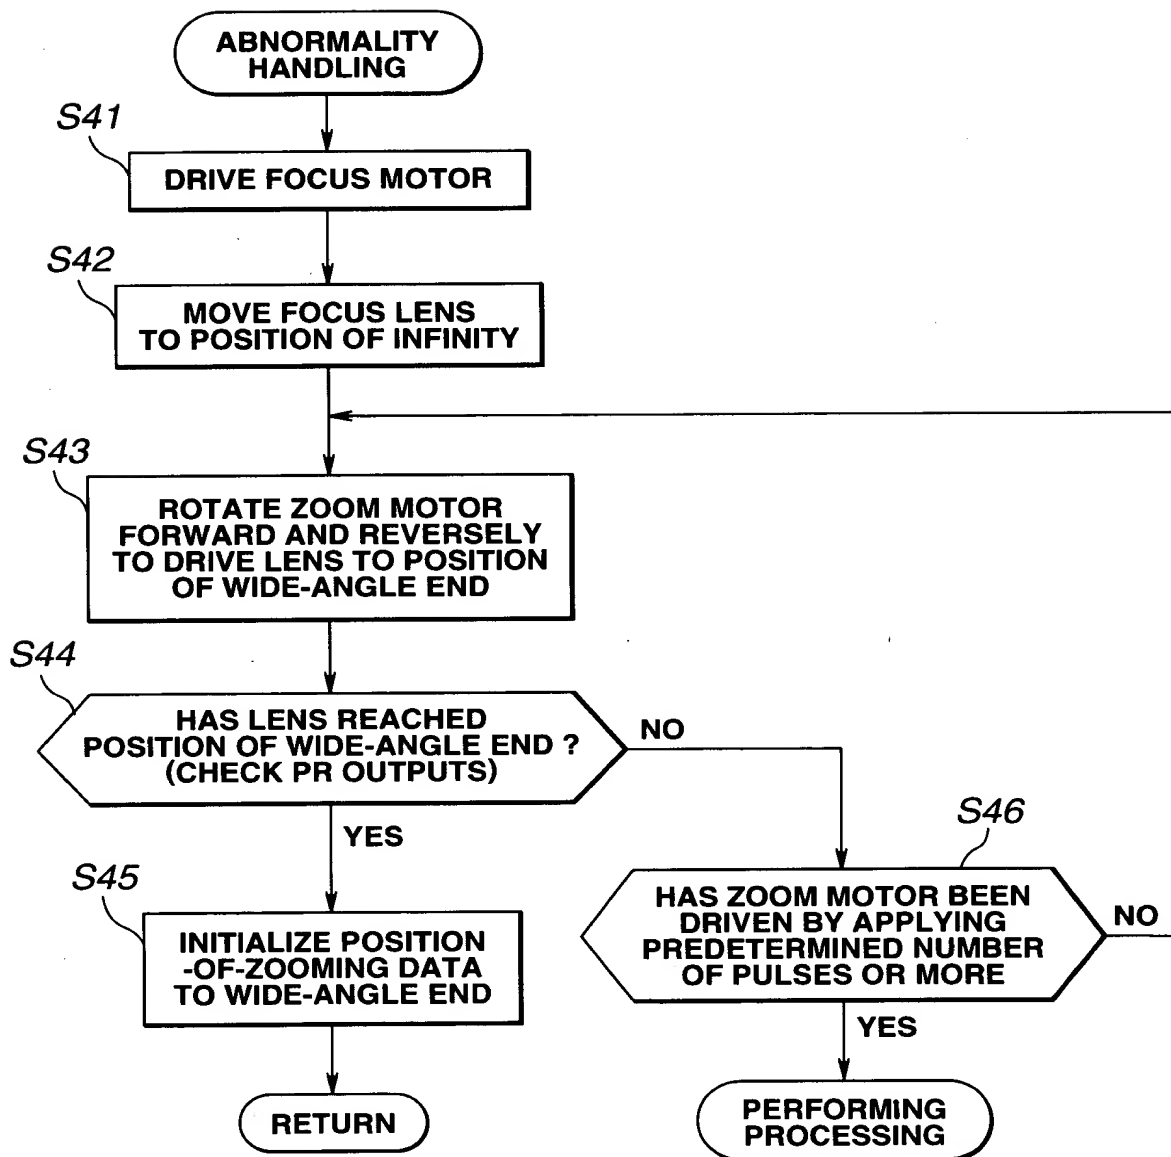 ABNORMALITY
HANDLING
S41
DRIVE FOCUS MOTOR
S42
MOVE FOCUS LENS
TO POSITION OF INFINITY
S43
ROTATE ZOOM MOTOR
FORWARD AND REVERSELY
TO DRIVE LENS TO POSITION
OF WIDE-ANGLE END
S44
HAS LENS REACHED
POSITION OF WIDE-ANGLE END ?
(CHECK PR OUTPUTS)
NO
YES
S45
INITIALIZE POSITION
-OF-ZOOMING DATA
TO WIDE-ANGLE END
RETURN
S46
HAS ZOOM MOTOR BEEN
DRIVEN BY APPLYING
PREDETERMINED NUMBER
OF PULSES OR MORE
NO
YES
PERFORMING
PROCESSING